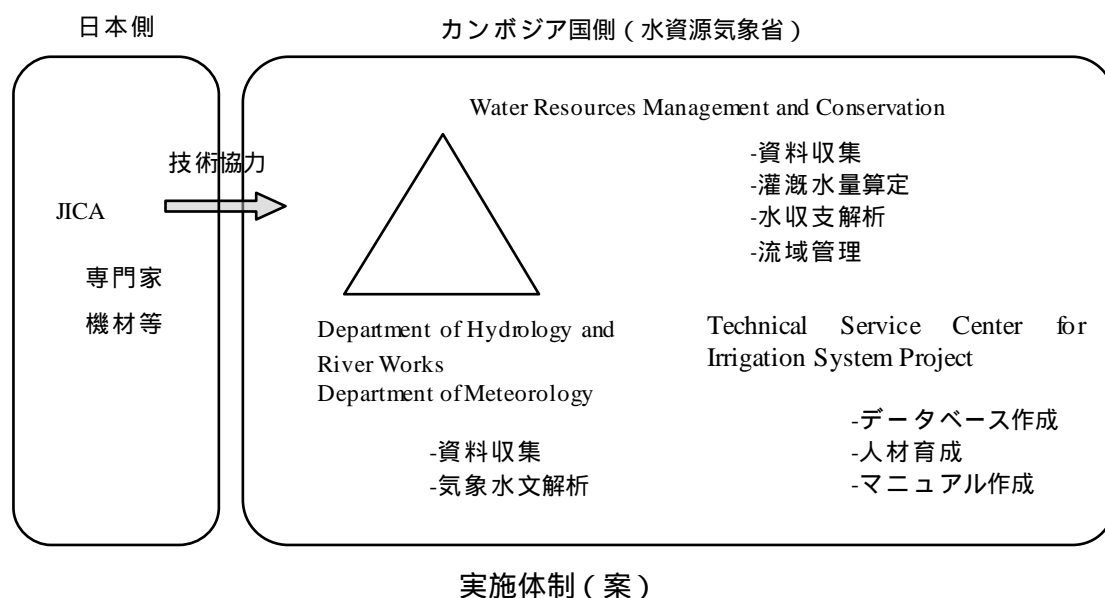 日本側
カンボジア国側（水資源気象省）
Water Resources Management and Conservation
-資料収集
-灌漑水量算定
-水収支解析
-流域管理
技術協力
JICA
専門家
機材等
Department of Hydrology and
River Works
Department of Meteorology
-資料収集
-気象水文解析
Technical Service Center for
Irrigation System Project
-データベース作成
-人材育成
-マニュアル作成
実施体制（案）